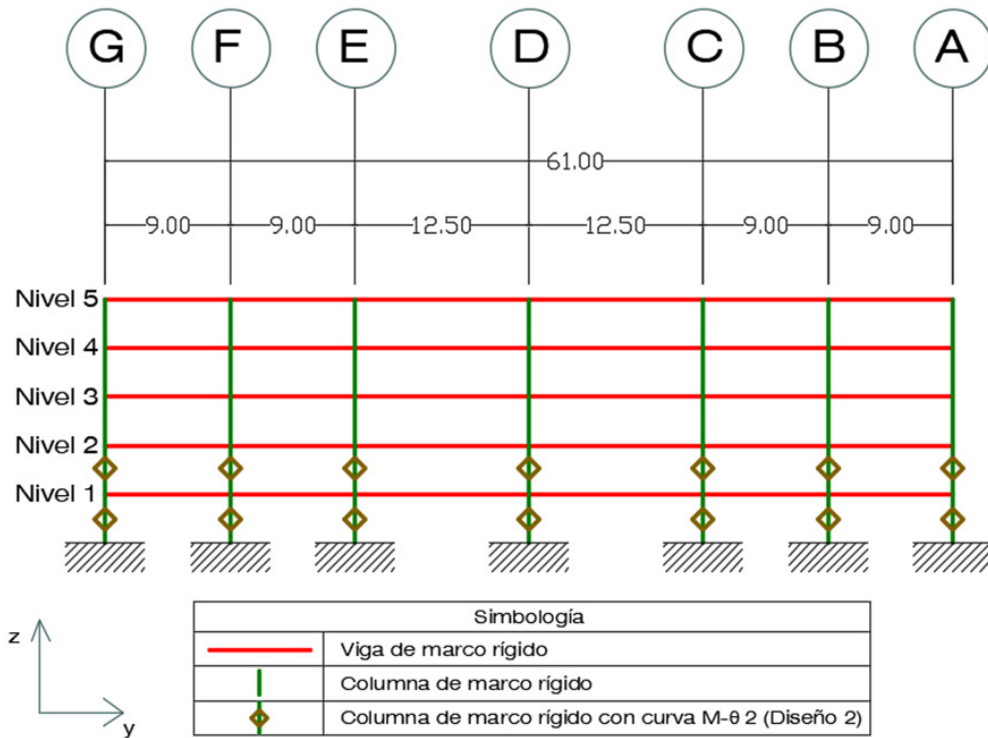 G F E D C B A
61.00
9.00 9.00 12.50 12.50 9.00 9.00
Nivel 5
Nivel 4
Nivel 3
Nivel 2
Nivel 1
z
y
Simbología
Viga de marco rígido
Columna de marco rígido
Columna de marco rígido con curva M-θ 2 (Diseño 2)